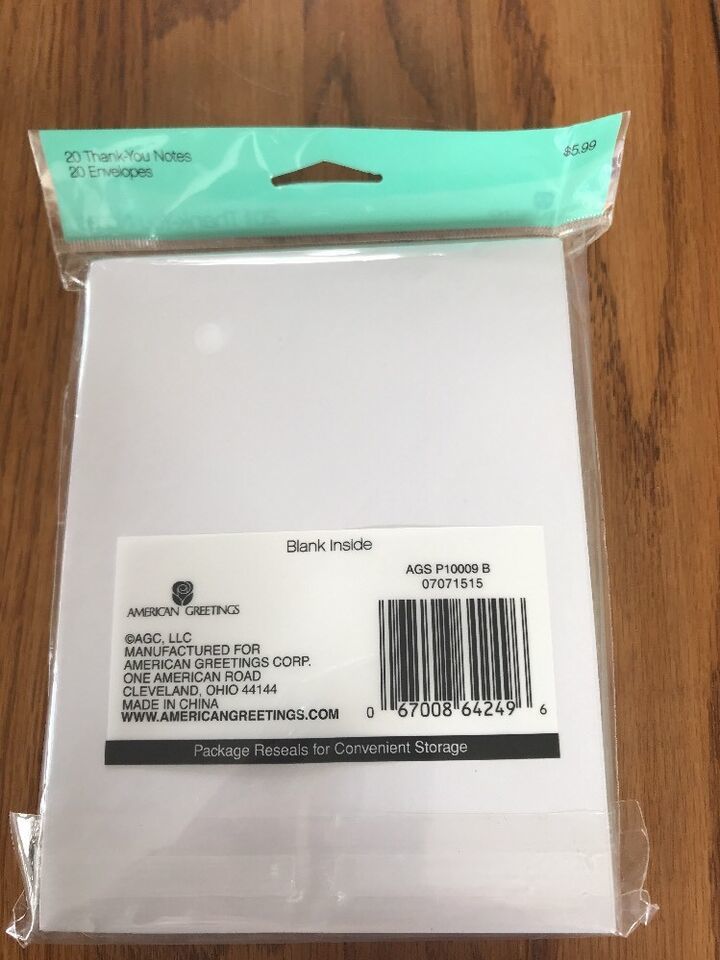 20 Thank-You Notes
20 Envelopes
$5.99
Blank Inside
AGS P10009 B
07071515
AMERICAN GREETINGS
©AGC, LLC
MANUFACTURED FOR
AMERICAN GREETINGS CORP.
ONE AMERICAN ROAD
CLEVELAND, OHIO 44144
MADE IN CHINA
WWW.AMERICANGREETINGS.COM
0 67008 64249 6
Package Reseals for Convenient Storage